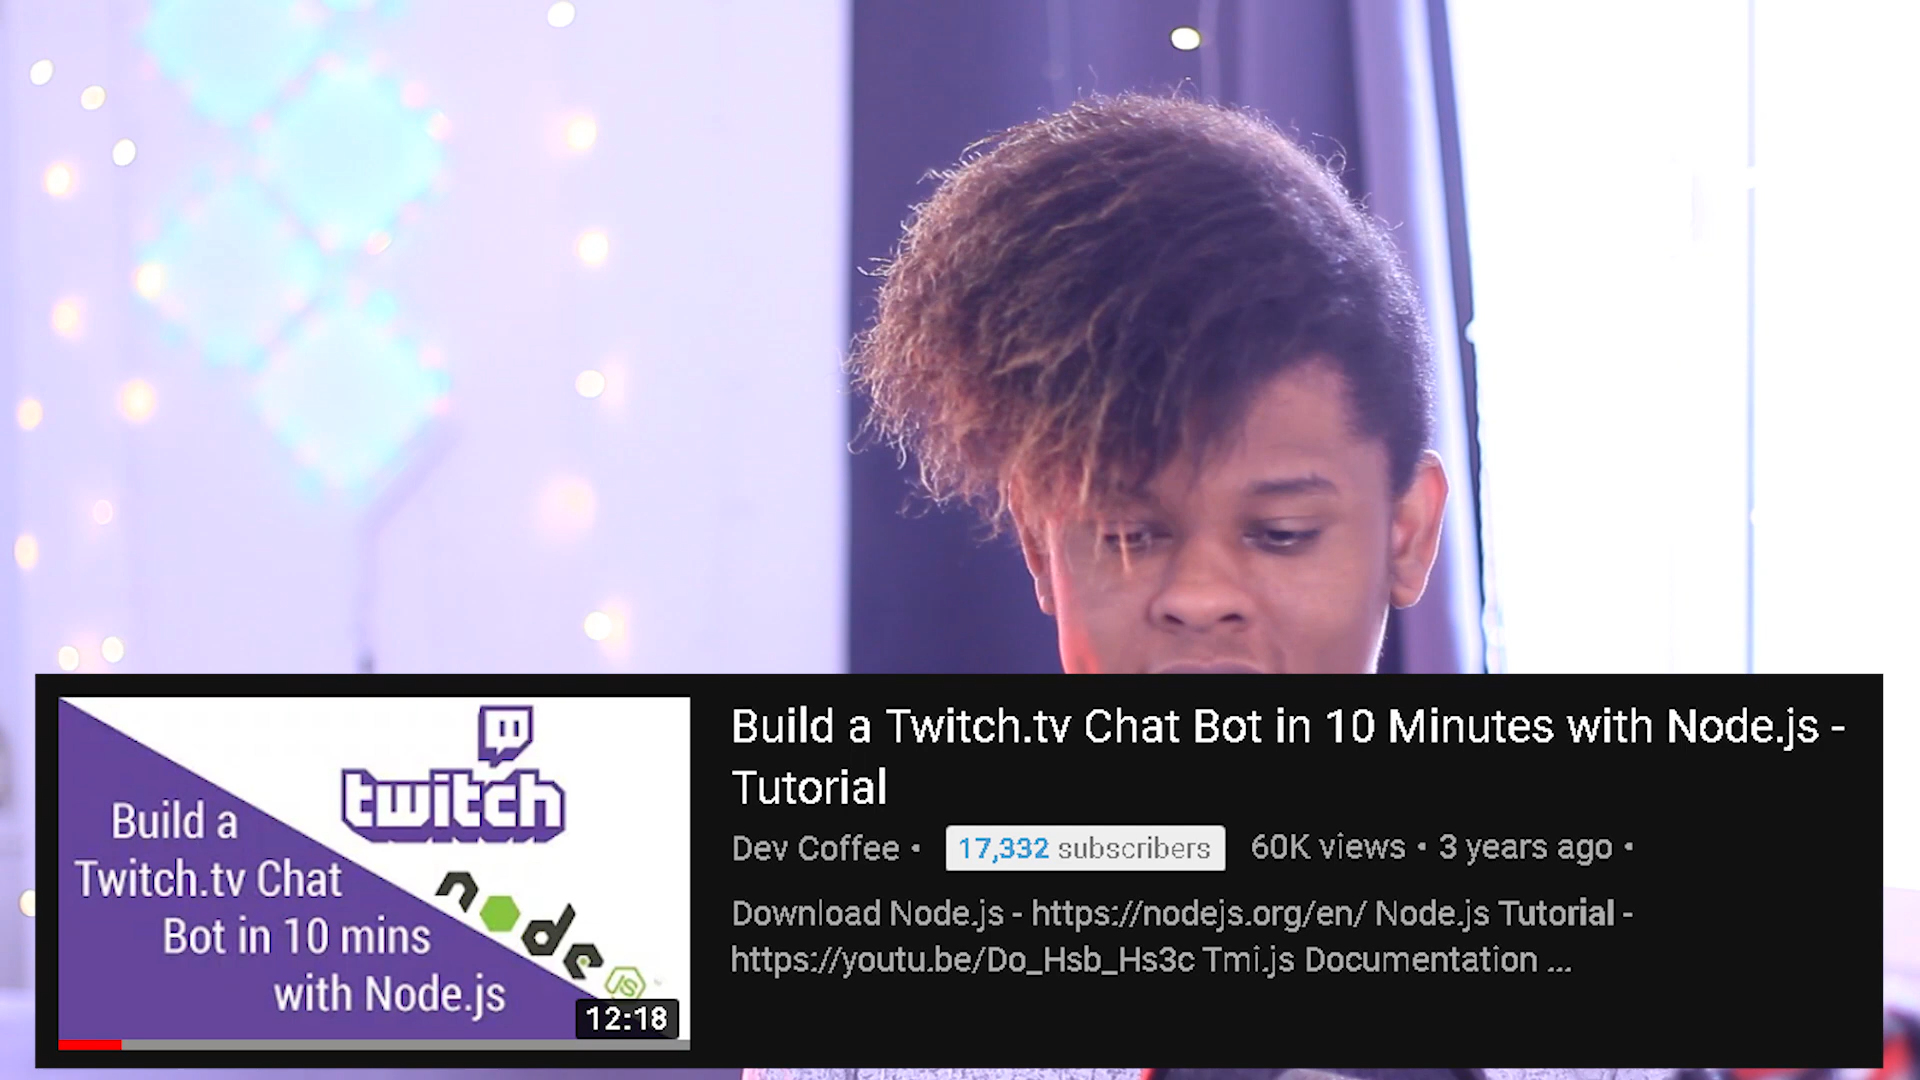 twitch
Build a
Twitch.tv Chat
Bot in 10 mins
with Node.js
node
JS
12:18
Build a Twitch.tv Chat Bot in 10 Minutes with Node.js -
Tutorial
Dev Coffee • 17,332 subscribers 60K views • 3 years ago •
Download Node.js - https://nodejs.org/en/ Node.js Tutorial -
https://youtu.be/Do_Hsb_Hs3c Tmi.js Documentation ...